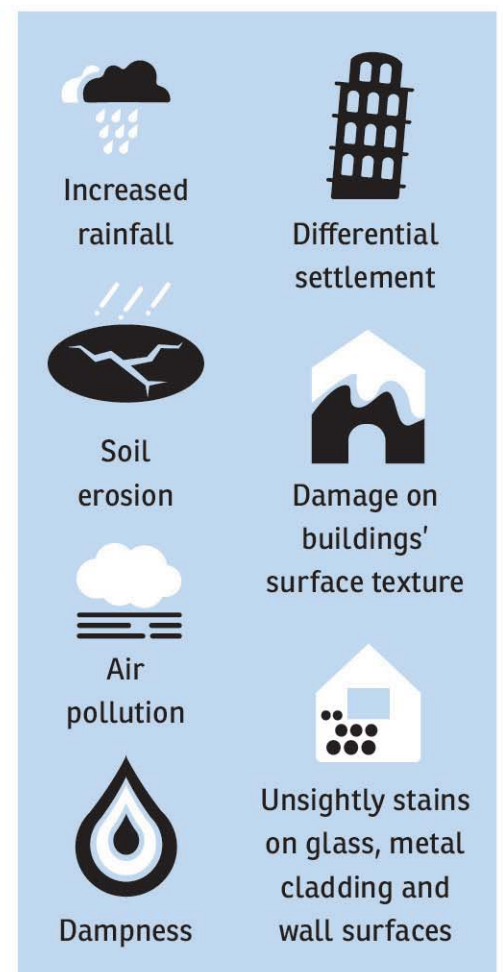 Increased
rainfall
Soil
erosion
Air
pollution
Dampness
Differential
settlement
Damage on
buildings’
surface texture
Unsightly stains
on glass, metal
cladding and
wall surfaces